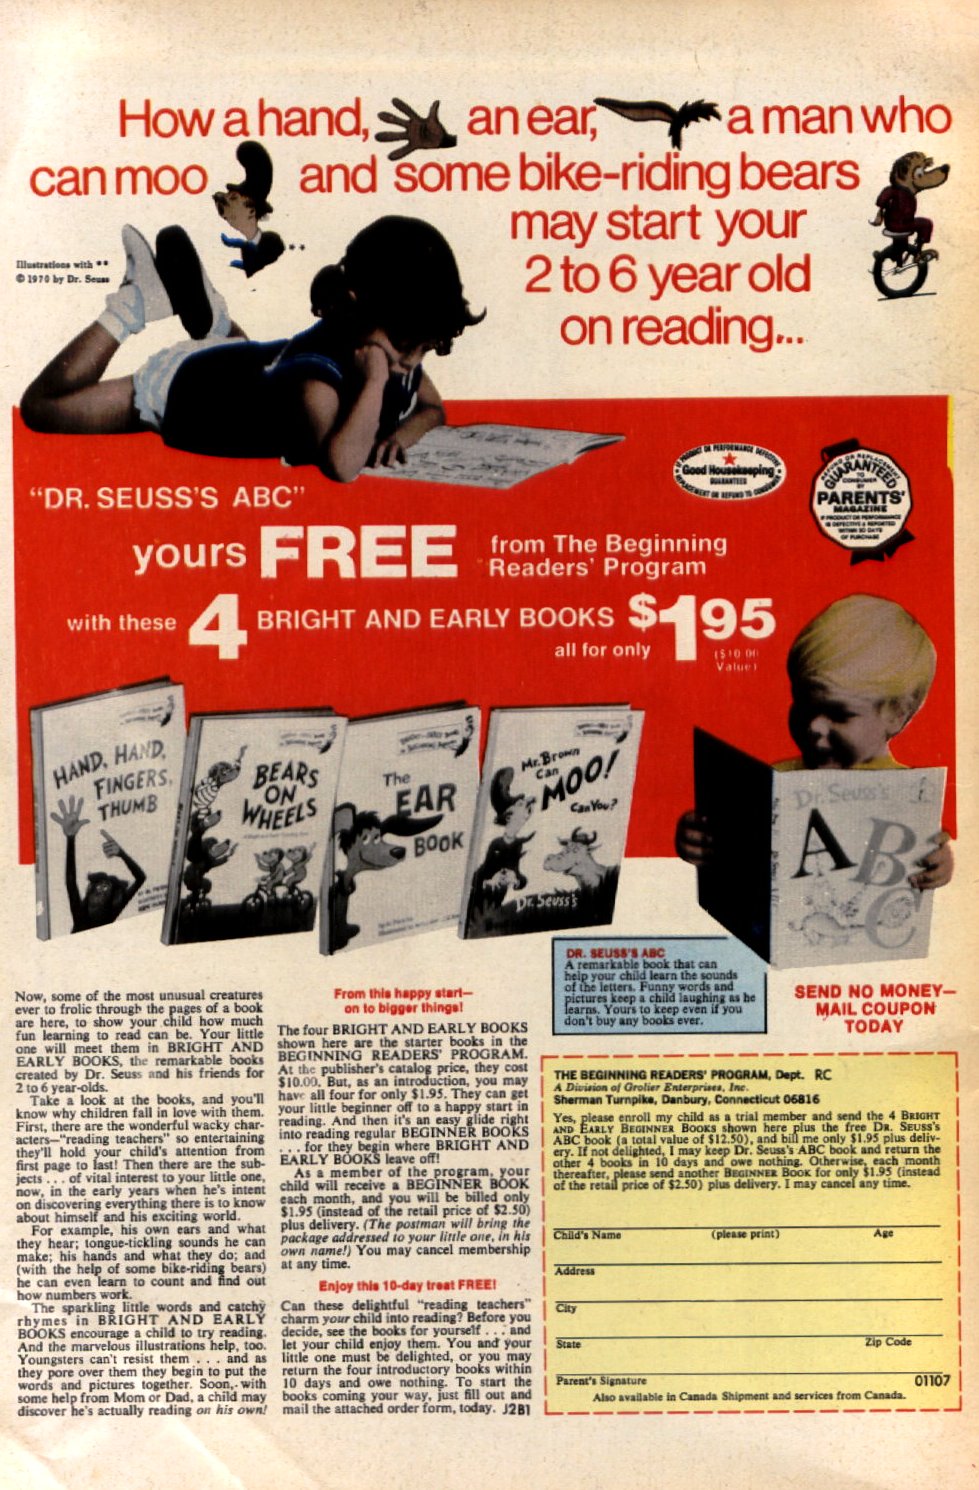 How a hand, an ear, a man who
can moo and some bike-riding bears
may start your
2 to 6 year old
on reading...
**
Illustrations with **
© 1970 by Dr. Seuss
Good Housekeeping
GUARANTEES
REPLACEMENT OR REFUND TO CONSUMER
REFUND OR REPLACEMENT
GUARANTEED
TO
CONSUMER
BY
PARENTS'
MAGAZINE
IF PRODUCT OR PERFORMANCE
IS DEFECTIVE & REPORTED
WITHIN 30 DAYS
OF PURCHASE
"DR. SEUSS'S ABC"
yours FREE from The Beginning
Readers' Program
with these 4 BRIGHT AND EARLY BOOKS $1.95
all for only
($10.00
Value)
HAND, HAND,
FINGERS,
THUMB
BEARS
ON
WHEELS
The
EAR
BOOK
Mr. Brown
Can
MOO!
Can You?
Dr. Seuss's
Dr. Seuss's
ABC
DR. SEUSS'S ABC
A remarkable book that can
help your child learn the sounds
of the letters. Funny words and
pictures keep a child laughing as he
learns. Yours to keep even if you
don't buy any books ever.
SEND NO MONEY—
MAIL COUPON
TODAY
Now, some of the most unusual creatures
ever to frolic through the pages of a book
are here, to show your child how much
fun learning to read can be. Your little
one will meet them in BRIGHT AND
EARLY BOOKS, the remarkable books
created by Dr. Seuss and his friends for
2 to 6 year-olds.
Take a look at the books, and you'll
know why children fall in love with them.
First, there are the wonderful wacky char-
acters—"reading teachers" so entertaining
they'll hold your child's attention from
first page to last! Then there are the sub-
jects . . . of vital interest to your little one,
now, in the early years when he's intent
on discovering everything there is to know
about himself and his exciting world.
For example, his own ears and what
they hear; tongue-tickling sounds he can
make; his hands and what they do; and
(with the help of some bike-riding bears)
he can even learn to count and find out
how numbers work.
The sparkling little words and catchy
rhymes in BRIGHT AND EARLY
BOOKS encourage a child to try reading.
And the marvelous illustrations help, too.
Youngsters can't resist them . . . and as
they pore over them they begin to put the
words and pictures together. Soon, with
some help from Mom or Dad, a child may
discover he's actually reading on his own!
From this happy start—
on to bigger things!
The four BRIGHT AND EARLY BOOKS
shown here are the starter books in the
BEGINNING READERS' PROGRAM.
At the publisher's catalog price, they cost
$10.00. But, as an introduction, you may
have all four for only $1.95. They can get
your little beginner off to a happy start in
reading. And then it's an easy glide right
into reading regular BEGINNER BOOKS
. . . for they begin where BRIGHT AND
EARLY BOOKS leave off!
As a member of the program, your
child will receive a BEGINNER BOOK
each month, and you will be billed only
$1.95 (instead of the retail price of $2.50)
plus delivery. (The postman will bring the
package addressed to your little one, in his
own name!) You may cancel membership
at any time.
Enjoy this 10-day treat FREE!
Can these delightful "reading teachers"
charm your child into reading? Before you
decide, see the books for yourself . . . and
let your child enjoy them. You and your
little one must be delighted, or you may
return the four introductory books within
10 days and owe nothing. To start the
books coming your way, just fill out and
mail the attached order form, today. J2B1
THE BEGINNING READERS' PROGRAM, Dept. RC
A Division of Grolier Enterprises, Inc.
Sherman Turnpike, Danbury, Connecticut 06816
Yes, please enroll my child as a trial member and send the 4 BRIGHT
AND EARLY BEGINNER BOOKS shown here plus the free DR. SEUSS'S
ABC book (a total value of $12.50), and bill me only $1.95 plus deliv-
ery. If not delighted, I may keep Dr. Seuss's ABC book and return the
other 4 books in 10 days and owe nothing. Otherwise, each month
thereafter, please send another BEGINNER BOOK for only $1.95 (instead
of the retail price of $2.50) plus delivery. I may cancel any time.
Child's Name (please print) Age
Address
City
State Zip Code
Parent's Signature 01107
Also available in Canada Shipment and services from Canada.